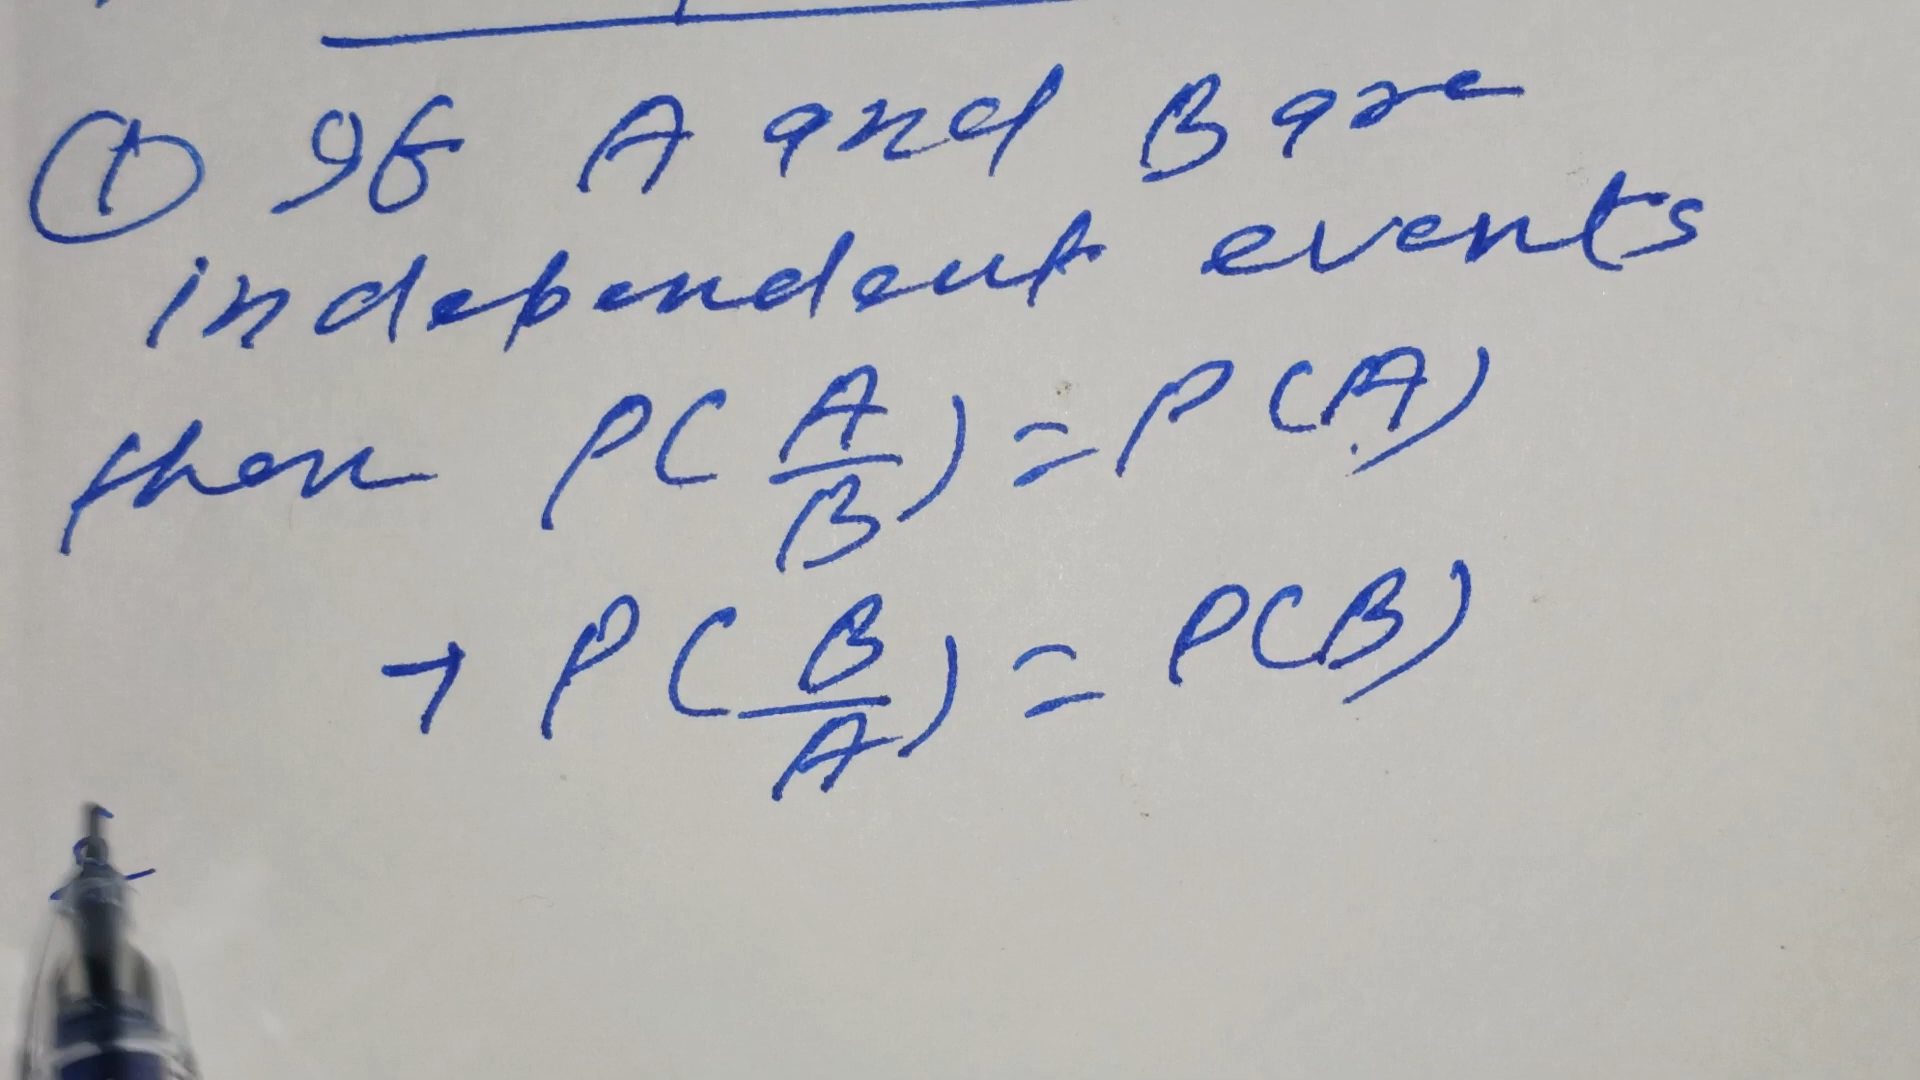 ① If A and B are
independent events
then P(A/B) = P(A)
→ P(B/A) = P(B)